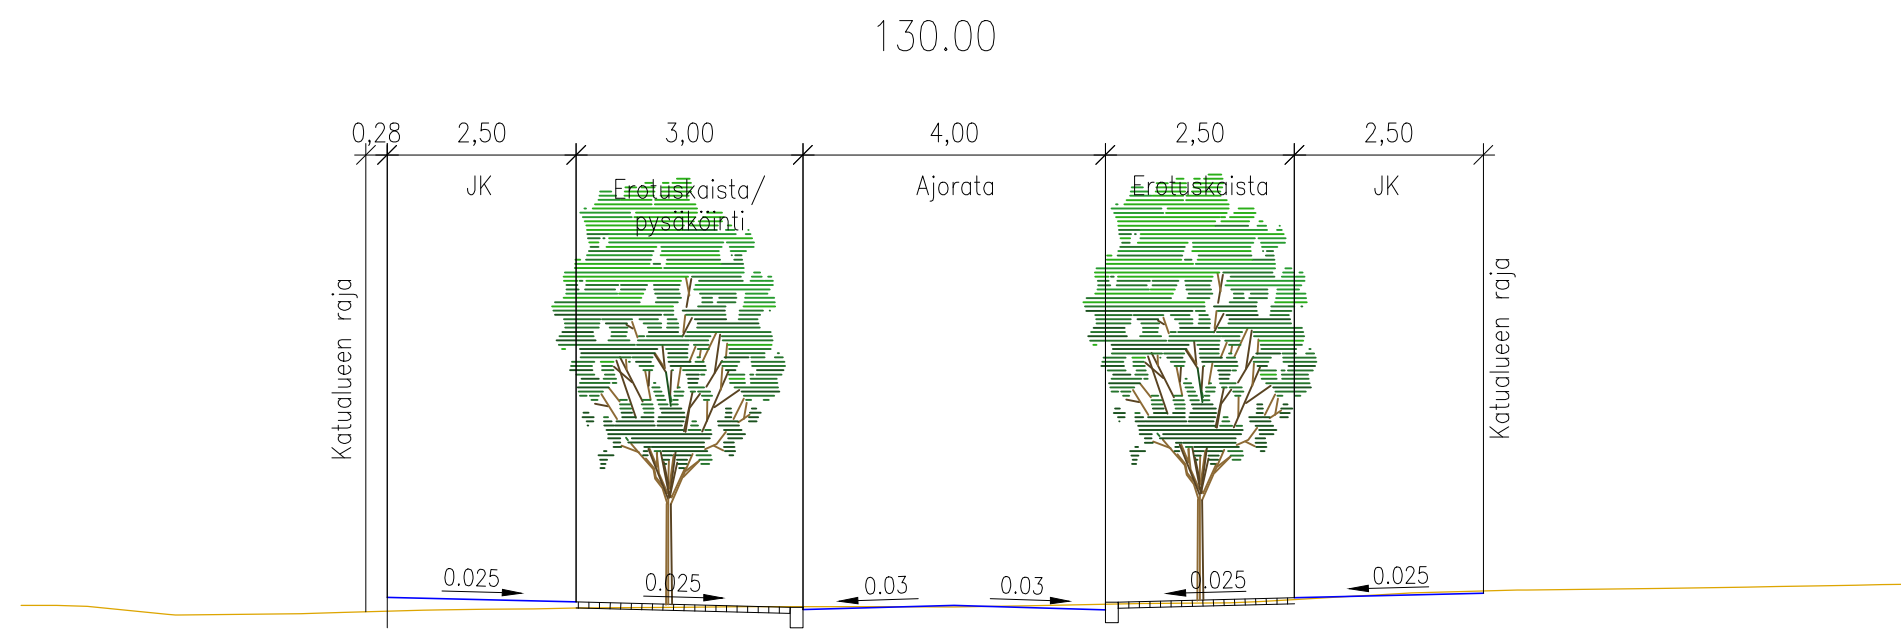 130.00
0,28 2,50 3,00 4,00 2,50 2,50
JK Erotuskaista/ Ajorata Erotuskaista JK
pysäköinti
Katualueen raja
Katualueen raja
0.025 0.025 0.03 0.03 0.025 0.025